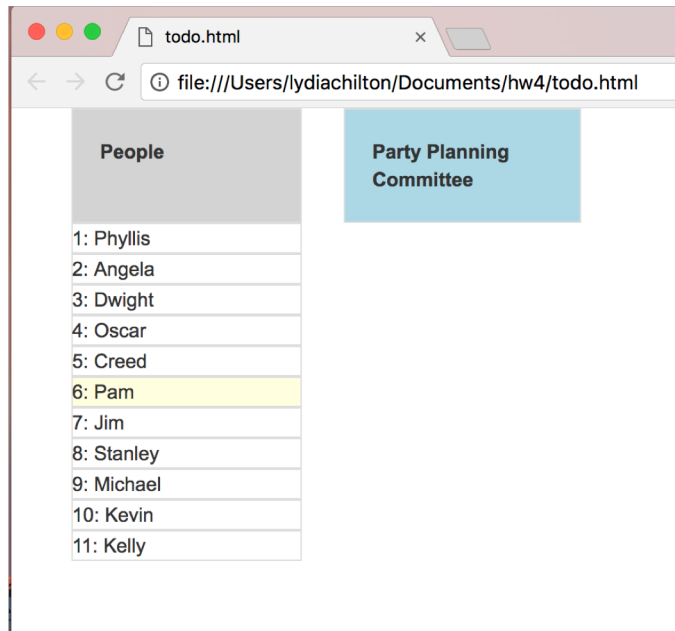 todo.html
file:///Users/lydiachilton/Documents/hw4/todo.html
People
Party Planning
Committee
1: Phyllis
2: Angela
3: Dwight
4: Oscar
5: Creed
6: Pam
7: Jim
8: Stanley
9: Michael
10: Kevin
11: Kelly